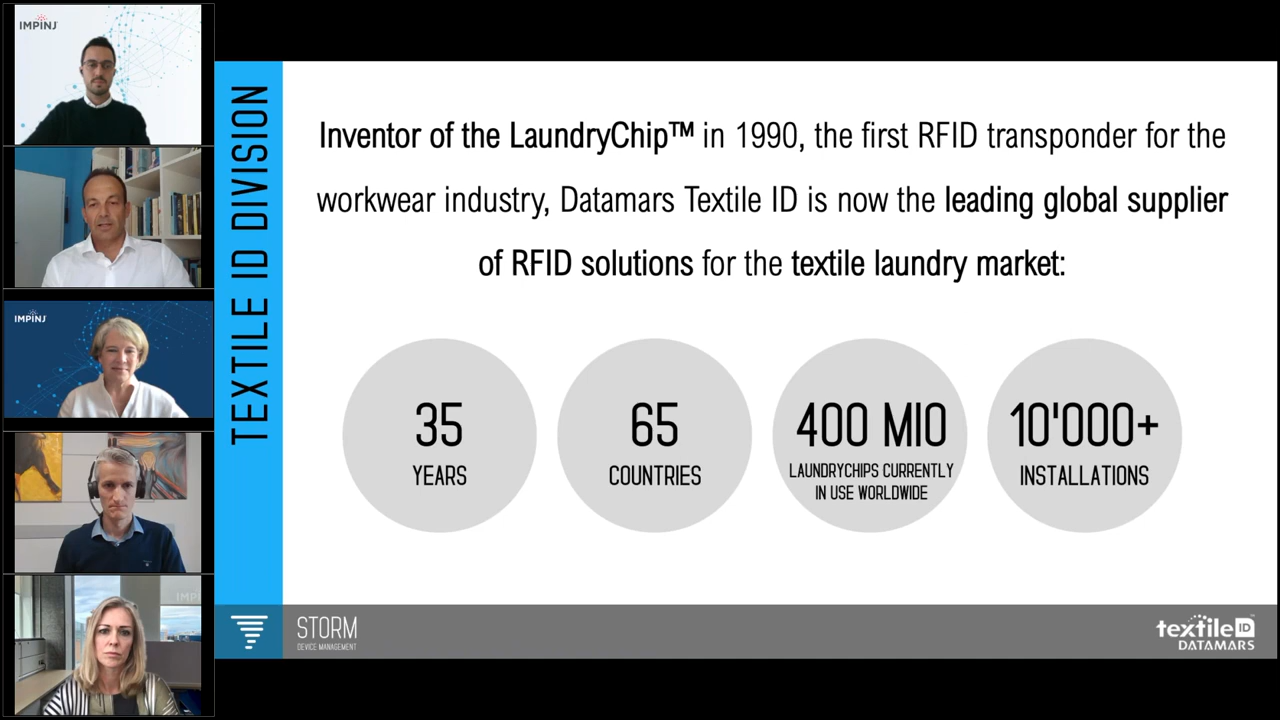 IMPINJ
IMPINJ
IMP
TEXTILE ID DIVISION
Inventor of the LaundryChip™ in 1990, the first RFID transponder for the
workwear industry, Datamars Textile ID is now the leading global supplier
of RFID solutions for the textile laundry market:
35
YEARS
65
COUNTRIES
400 MIO
LAUNDRYCHIPS CURRENTLY
IN USE WORLDWIDE
10'000+
INSTALLATIONS
STORM
DEVICE MANAGEMENT
textile ID
DATAMARS